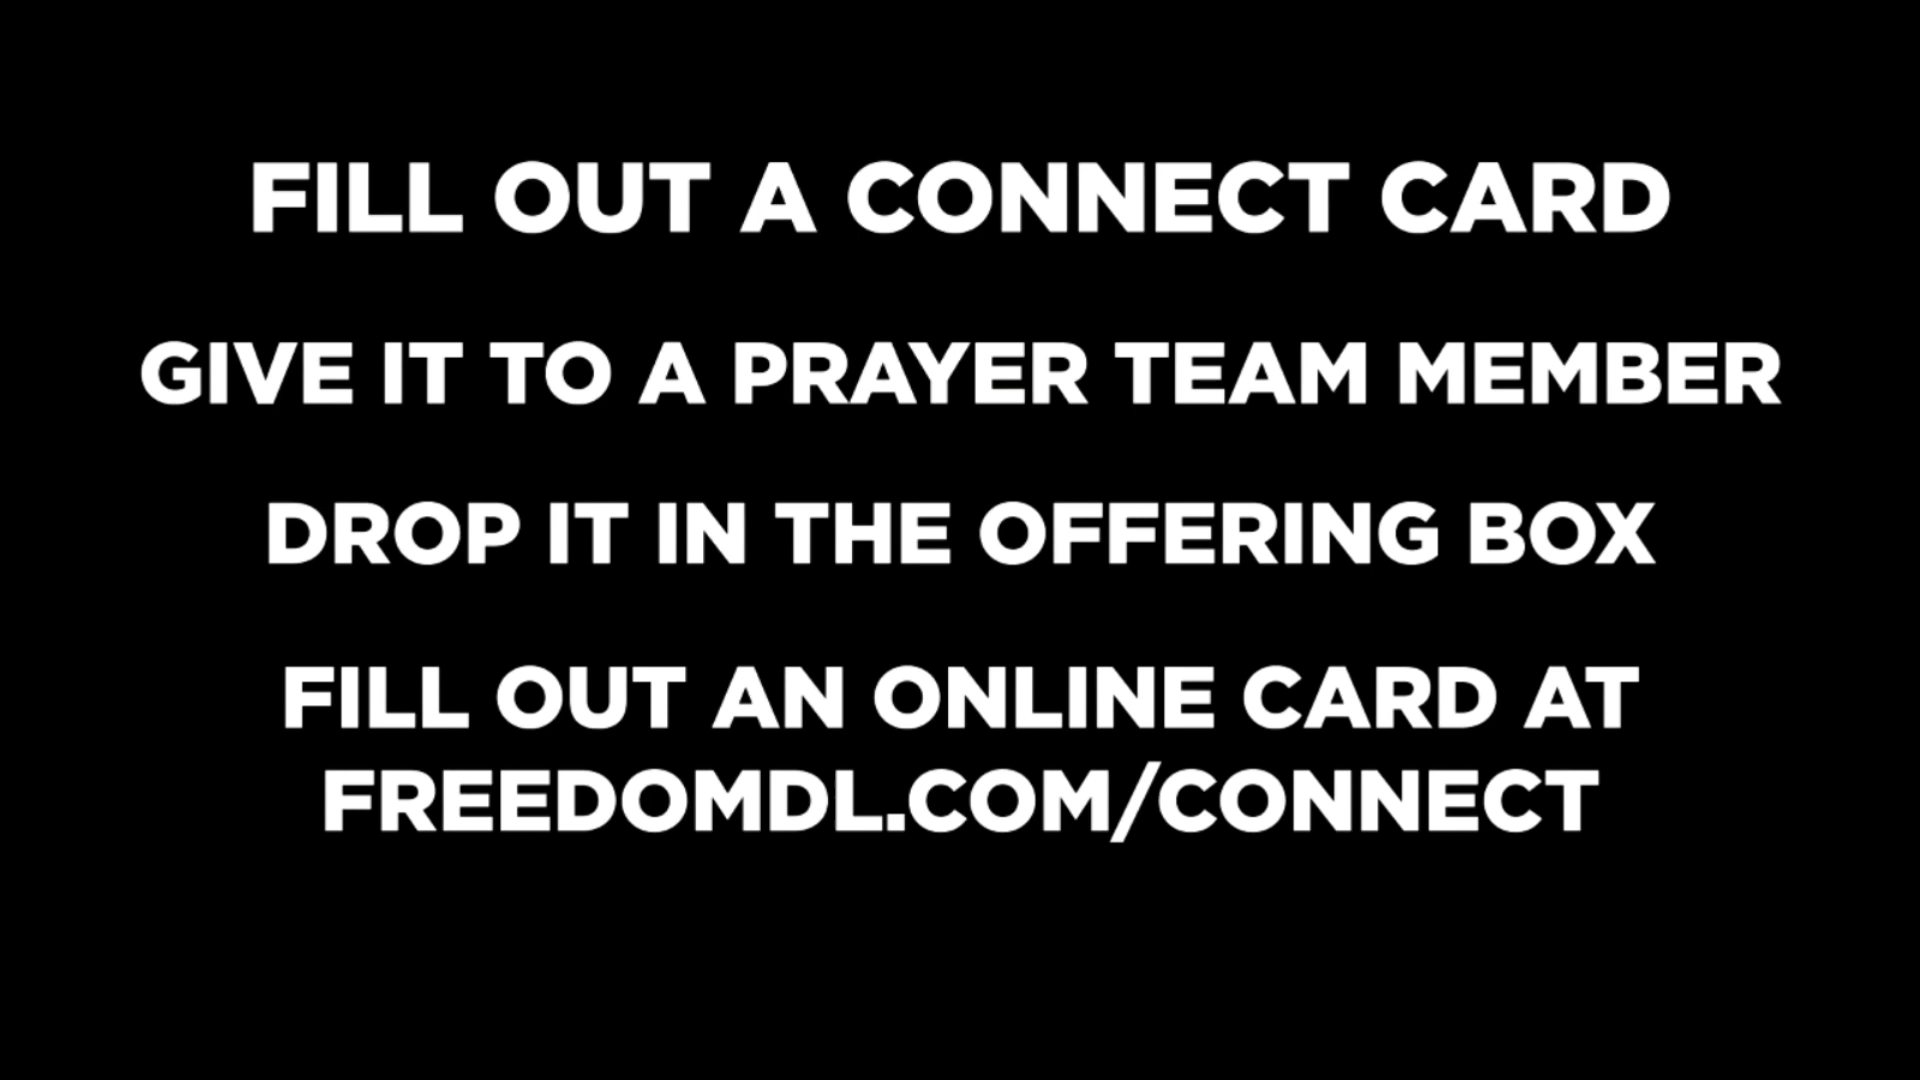 FILL OUT A CONNECT CARD
GIVE IT TO A PRAYER TEAM MEMBER
DROP IT IN THE OFFERING BOX
FILL OUT AN ONLINE CARD AT
FREEDOMDL.COM/CONNECT